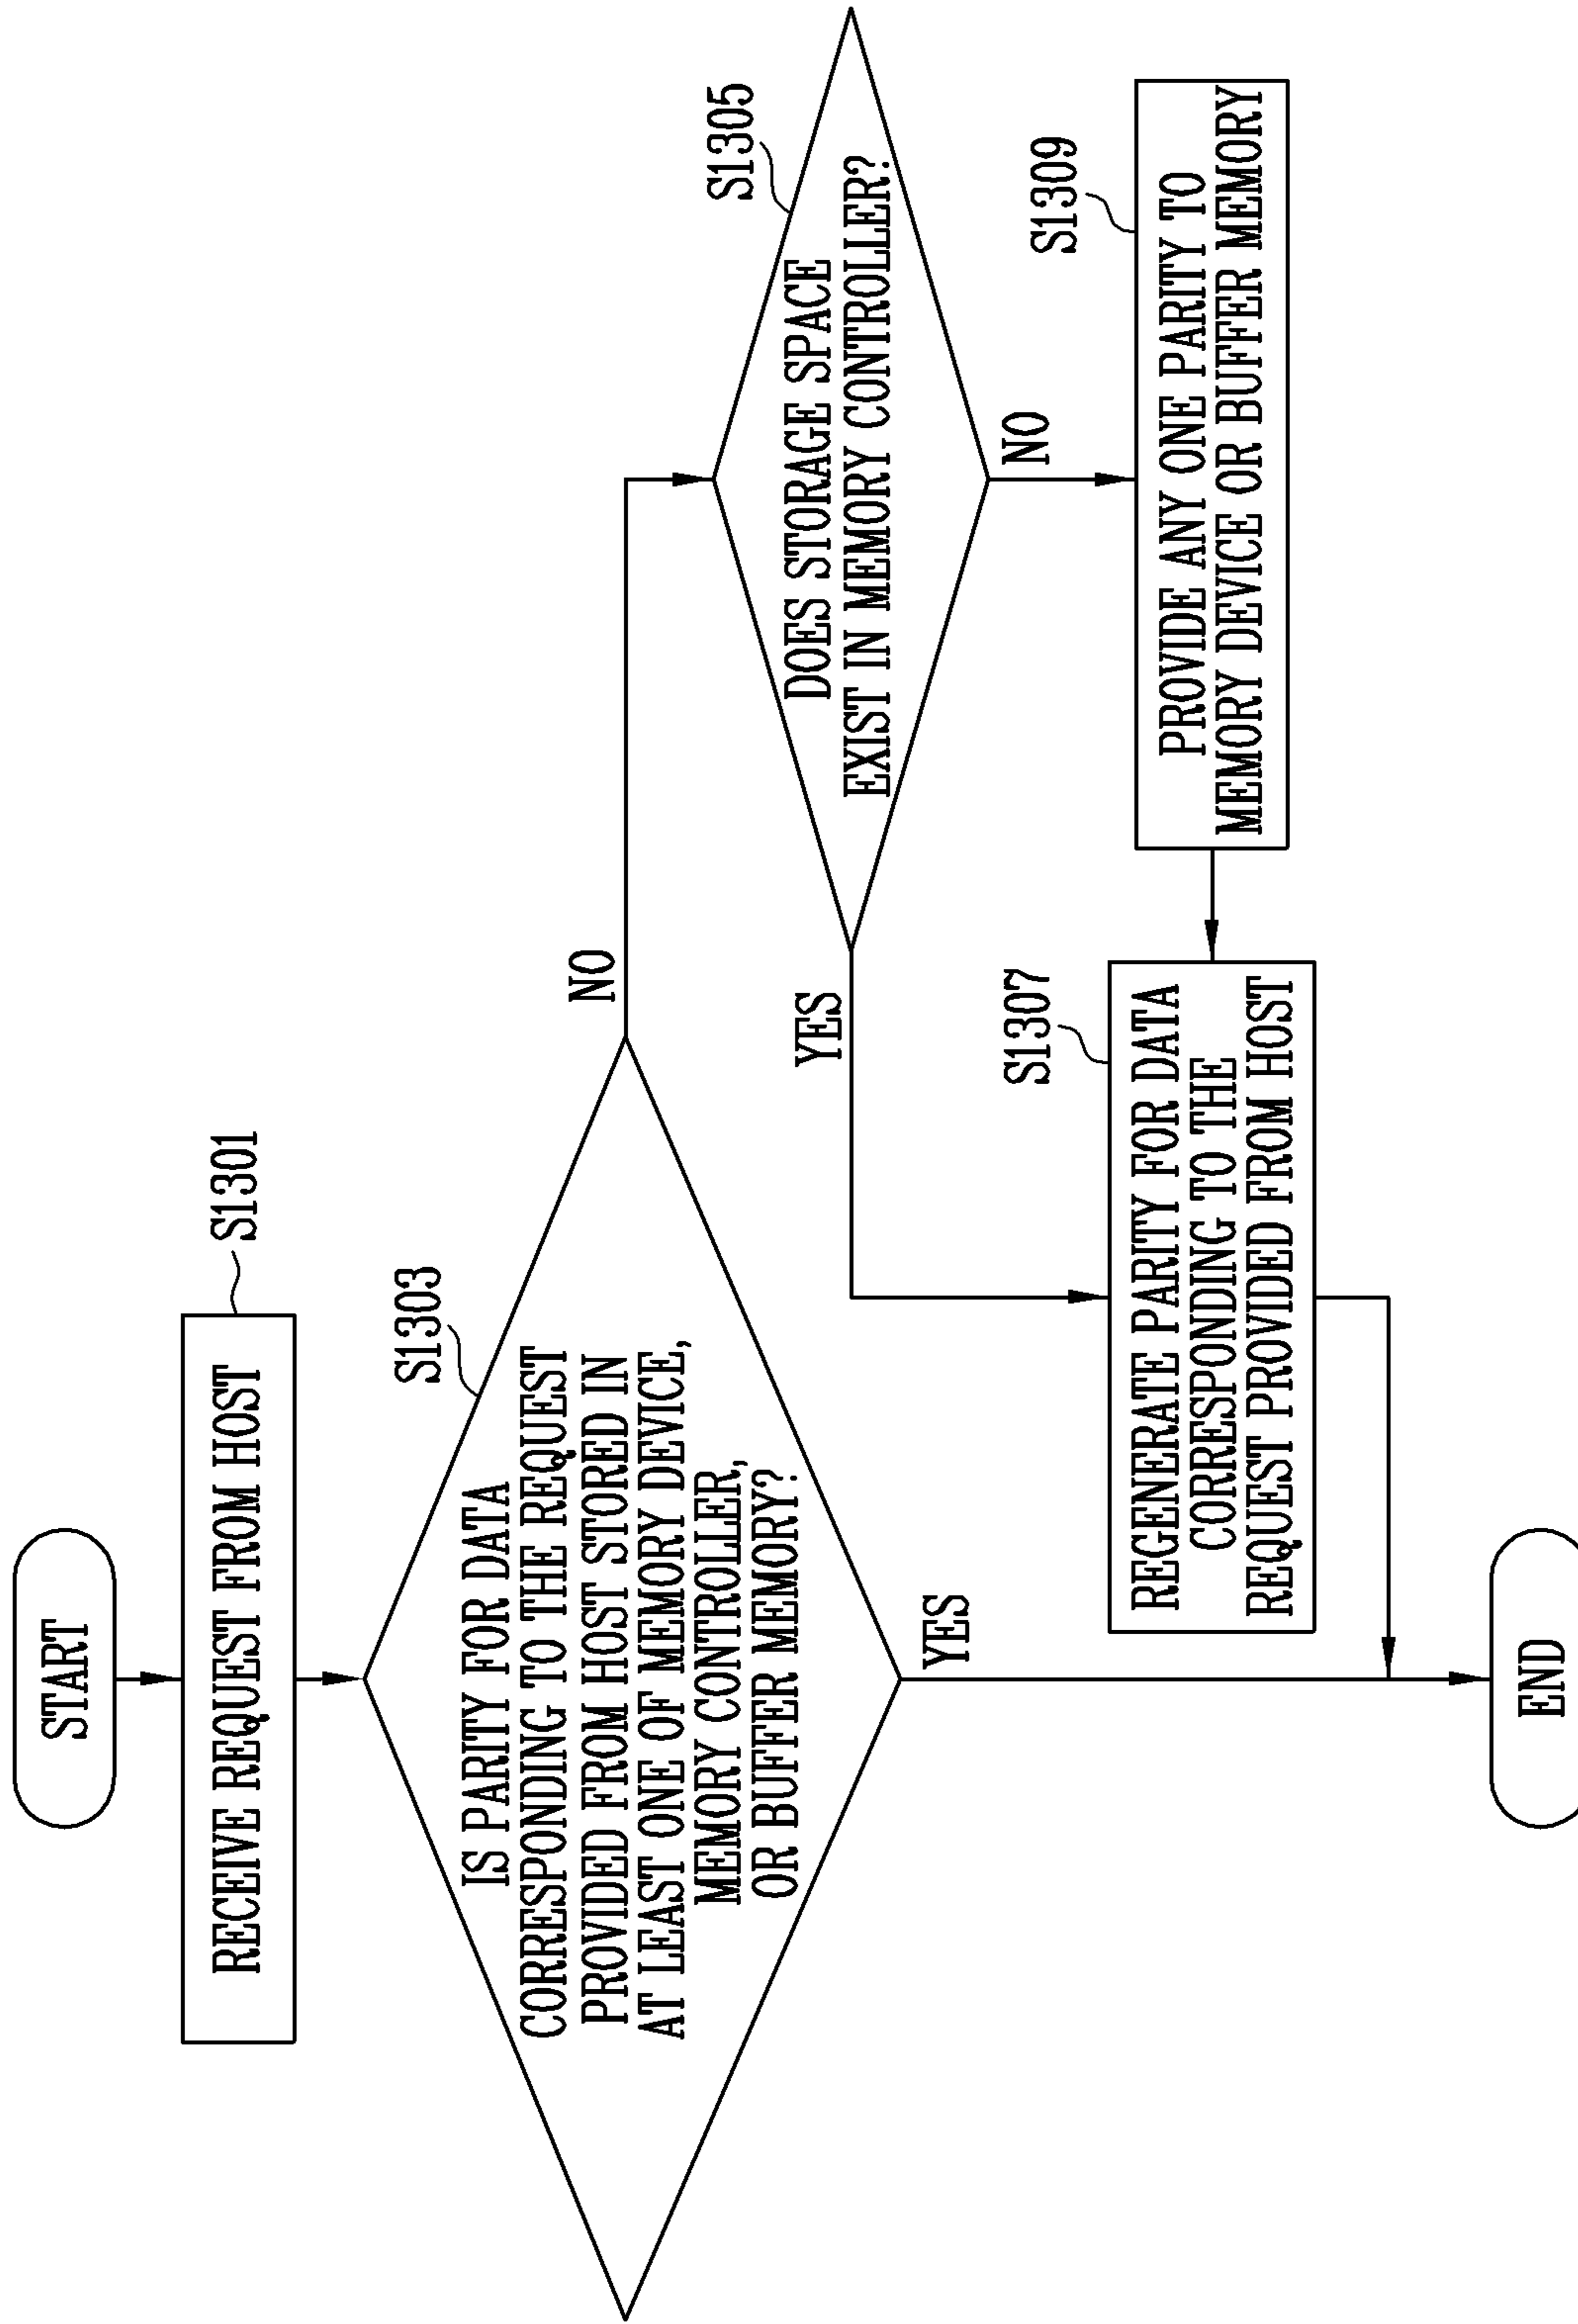 START
S1301
RECEIVE REQUEST FROM HOST
S1303
IS PARITY FOR DATA
CORRESPONDING TO THE REQUEST
PROVIDED FROM HOST STORED IN
AT LEAST ONE OF MEMORY DEVICE,
MEMORY CONTROLLER,
OR BUFFER MEMORY?
NO
YES
S1305
DOES STORAGE SPACE
EXIST IN MEMORY CONTROLLER?
YES
NO
S1307
REGENERATE PARITY FOR DATA
CORRESPONDING TO THE
REQUEST PROVIDED FROM HOST
S1309
PROVIDE ANY ONE PARITY TO
MEMORY DEVICE OR BUFFER MEMORY
END